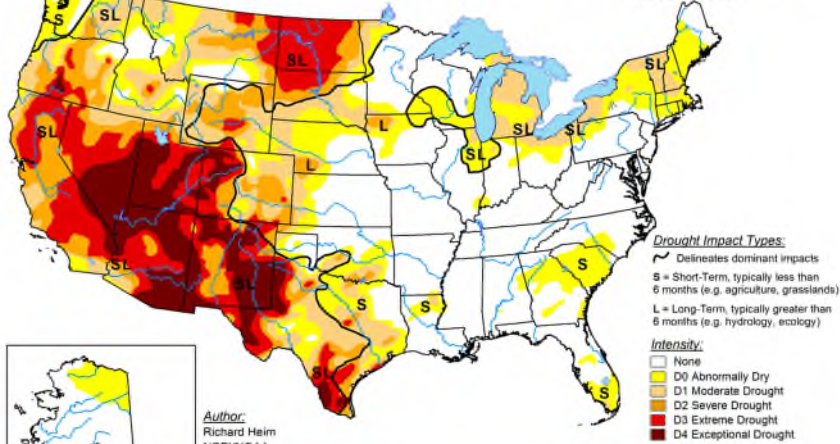 S
SL
SL
SL
L
SL
SL
SL
SL
L
SL
SL
S
S
S
SL
S
Drought Impact Types:
Delineates dominant impacts
S = Short-Term, typically less than
6 months (e.g. agriculture, grasslands)
L = Long-Term, typically greater than
6 months (e.g. hydrology, ecology)
Intensity:
None
D0 Abnormally Dry
D1 Moderate Drought
D2 Severe Drought
D3 Extreme Drought
D4 Exceptional Drought
Author:
Richard Heim